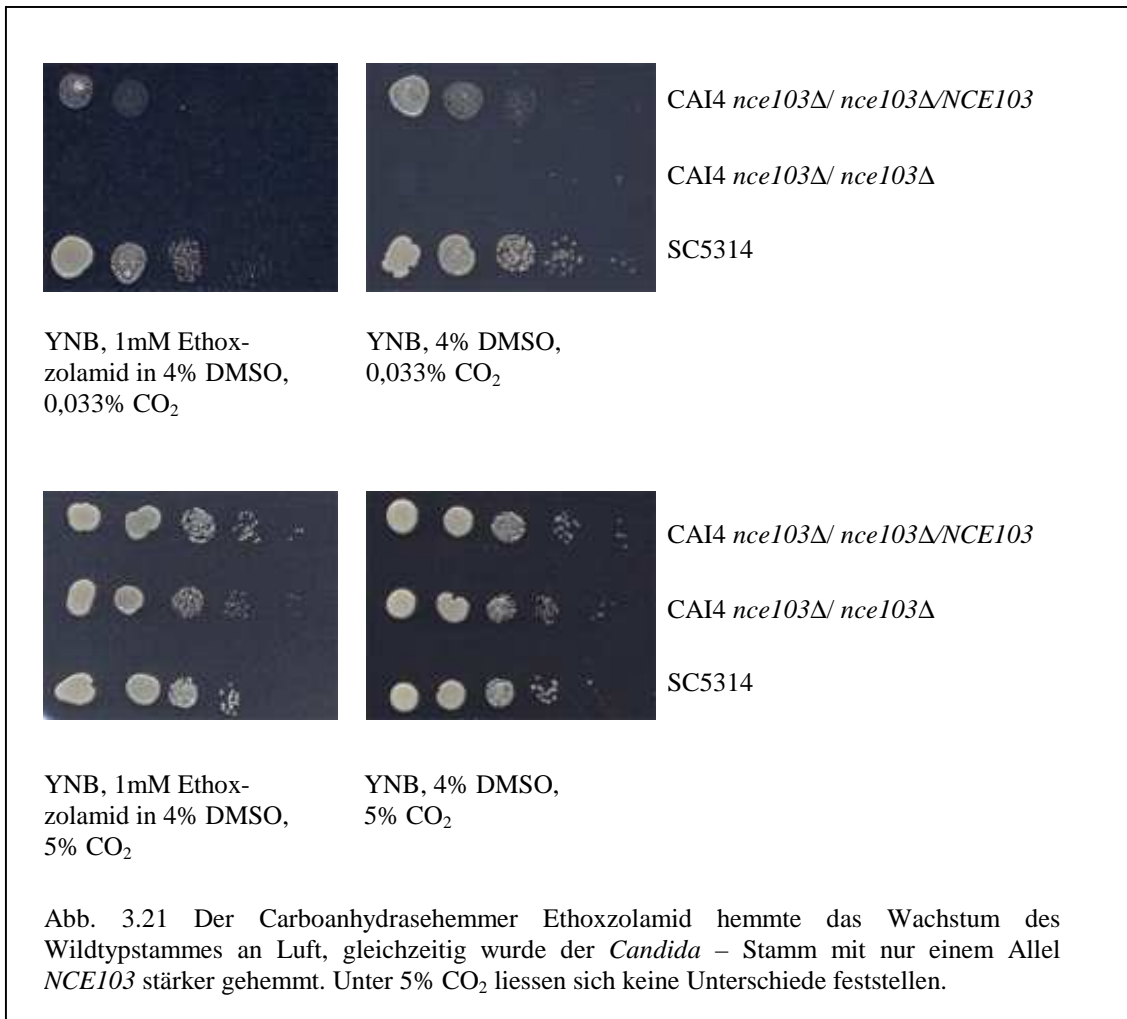 CAI4 nce103Δ/ nce103Δ/NCE103
CAI4 nce103Δ/ nce103Δ
SC5314
YNB, 1mM Ethox-
zolamid in 4% DMSO,
0,033% CO₂
YNB, 4% DMSO,
0,033% CO₂
CAI4 nce103Δ/ nce103Δ/NCE103
CAI4 nce103Δ/ nce103Δ
SC5314
YNB, 1mM Ethox-
zolamid in 4% DMSO,
5% CO₂
YNB, 4% DMSO,
5% CO₂
Abb. 3.21 Der Carboanhydrasehemmer Ethoxzolamid hemmte das Wachstum des
Wildtypstammes an Luft, gleichzeitig wurde der Candida – Stamm mit nur einem Allel
NCE103 stärker gehemmt. Unter 5% CO₂ liessen sich keine Unterschiede feststellen.